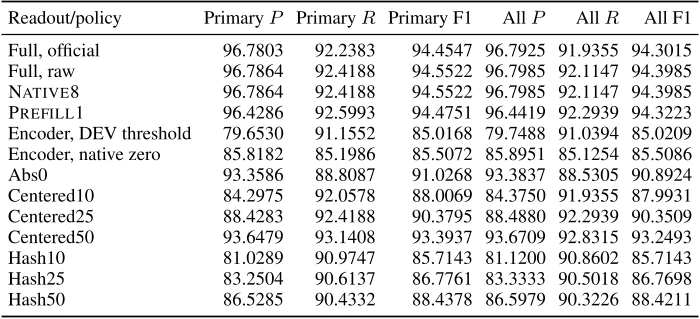 Readout/policy Primary P Primary R Primary F1 All P All R All F1
Full, official 96.7803 92.2383 94.4547 96.7925 91.9355 94.3015
Full, raw 96.7864 92.4188 94.5522 96.7985 92.1147 94.3985
NATIVE8 96.7864 92.4188 94.5522 96.7985 92.1147 94.3985
PREFILL1 96.4286 92.5993 94.4751 96.4419 92.2939 94.3223
Encoder, DEV threshold 79.6530 91.1552 85.0168 79.7488 91.0394 85.0209
Encoder, native zero 85.8182 85.1986 85.5072 85.8951 85.1254 85.5086
Abs0 93.3586 88.8087 91.0268 93.3837 88.5305 90.8924
Centered10 84.2975 92.0578 88.0069 84.3750 91.9355 87.9931
Centered25 88.4283 92.4188 90.3795 88.4880 92.2939 90.3509
Centered50 93.6479 93.1408 93.3937 93.6709 92.8315 93.2493
Hash10 81.0289 90.9747 85.7143 81.1200 90.8602 85.7143
Hash25 83.2504 90.6137 86.7761 83.3333 90.5018 86.7698
Hash50 86.5285 90.4332 88.4378 86.5979 90.3226 88.4211